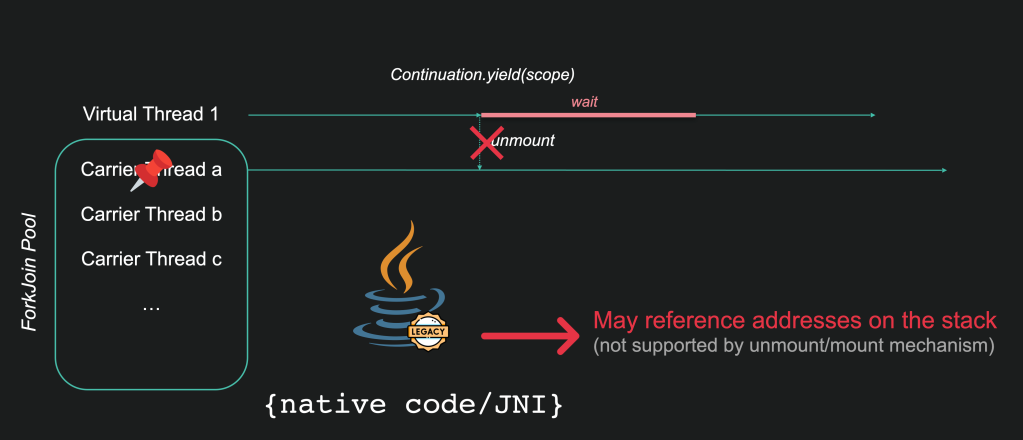 Continuation.yield(scope)
Virtual Thread 1
wait
unmount
Carrier Thread a
Carrier Thread b
Carrier Thread c
...
ForkJoin Pool
LEGACY
May reference addresses on the stack
(not supported by unmount/mount mechanism)
{native code/JNI}